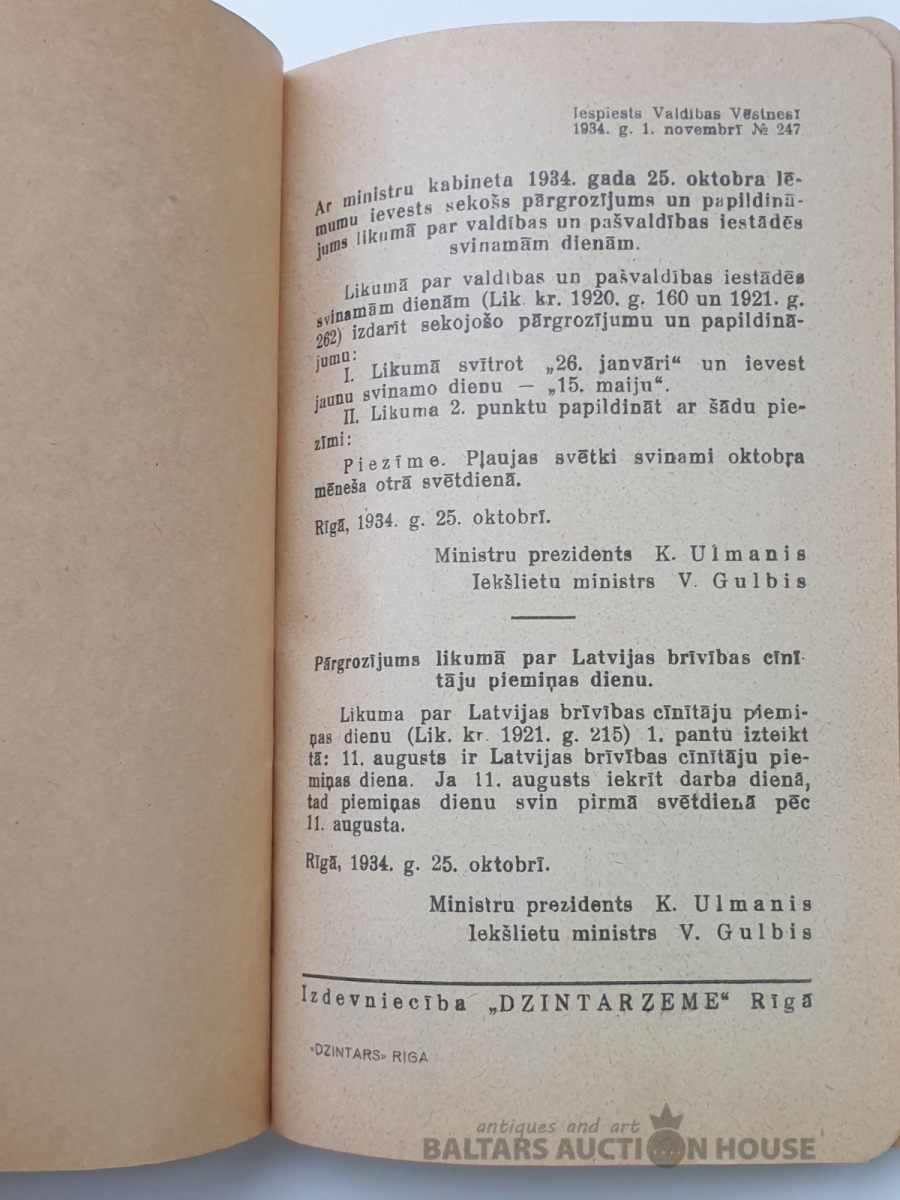 Iespiests Valdības Vēstnesī
1934. g. 1. novembrī № 247
Ar ministru kabineta 1934. gada 25. oktobra lē-
mumu ievests sekošs pārgrozījums un papildinā-
jums likumā par valdības un pašvaldības iestādēs
svinamām dienām.
Likumā par valdības un pašvaldības iestādēs
svinamām dienām (Lik. kr. 1920. g. 160 un 1921. g.
262) izdarīt sekojošo pārgrozījumu un papildinā-
jumu:
I. Likumā svītrot „26. janvāri“ un ievest
jaunu svinamo dienu — „15. maiju“.
II. Likuma 2. punktu papildināt ar šādu pie-
zīmi:
Piezīme. Pļaujas svētki svinami oktobŗa
mēneša otrā svētdienā.
Rīgā, 1934. g. 25. oktobrī.
Ministru prezidents K. Ulmanis
Iekšlietu ministrs V. Gulbis
Pārgrozījums likumā par Latvijas brīvības cīnī-
tāju piemiņas dienu.
Likuma par Latvijas brīvības cīnītāju piemi-
ņas dienu (Lik. kr. 1921. g. 215) 1. pantu izteikt
tā: 11. augusts ir Latvijas brīvības cīnītāju pie-
miņas diena. Ja 11. augusts iekrīt darba dienā,
tad piemiņas dienu svin pirmā svētdienā pēc
11. augusta.
Rīgā, 1934. g. 25. oktobrī.
Ministru prezidents K. Ulmanis
Iekšlietu ministrs V. Gulbis
Izdevniecība „DZINTARZEME“ Rīgā
«DZINTARS» RIGA
antiques and art
BALTARS AUCTION HOUSE